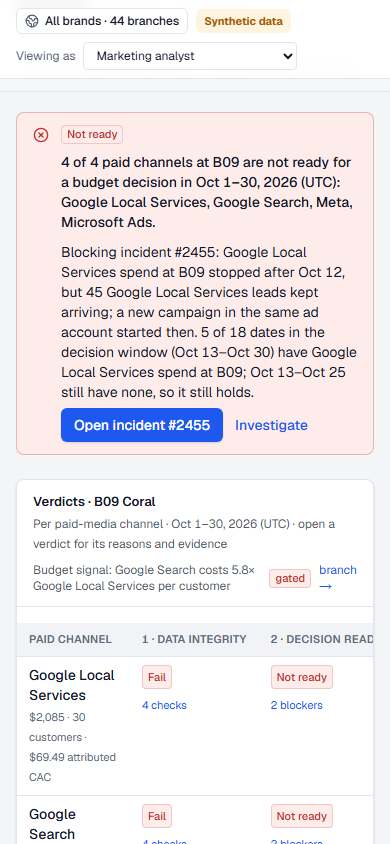 All brands · 44 branches
Synthetic data
Viewing as
Marketing analyst
Not ready
4 of 4 paid channels at B09 are not ready for
a budget decision in Oct 1–30, 2026 (UTC):
Google Local Services, Google Search, Meta,
Microsoft Ads.
Blocking incident #2455: Google Local
Services spend at B09 stopped after Oct 12,
but 45 Google Local Services leads kept
arriving; a new campaign in the same ad
account started then. 5 of 18 dates in the
decision window (Oct 13–Oct 30) have Google
Local Services spend at B09; Oct 13–Oct 25
still have none, so it still holds.
Open incident #2455
Investigate
Verdicts · B09 Coral
Per paid-media channel · Oct 1–30, 2026 (UTC) · open a
verdict for its reasons and evidence
Budget signal: Google Search costs 5.8×
Google Local Services per customer
gated
branch
→
PAID CHANNEL
1 · DATA INTEGRITY
2 · DECISION READ
Google Local
Services
$2,085 · 30
customers ·
$69.49 attributed
CAC
Fail
4 checks
Not ready
2 blockers
Google
Search
Fail
4 checks
Not ready
2 blockers